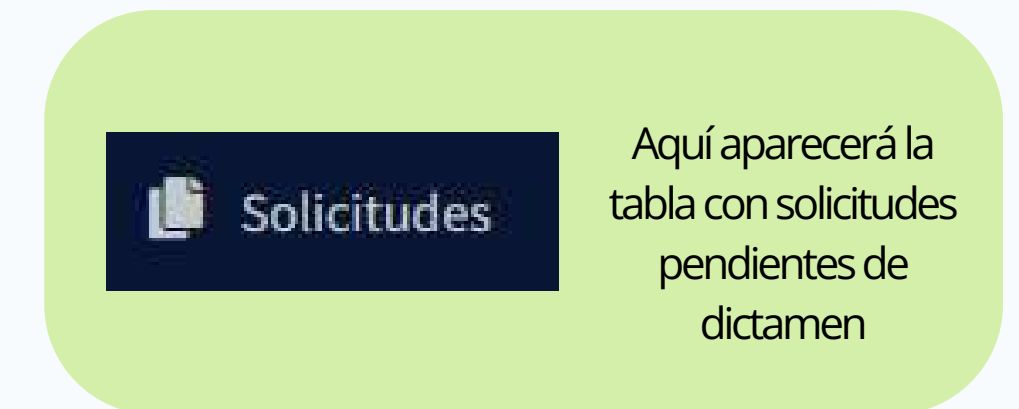 Solicitudes
Aquí aparecerá la
tabla con solicitudes
pendientes de
dictamen